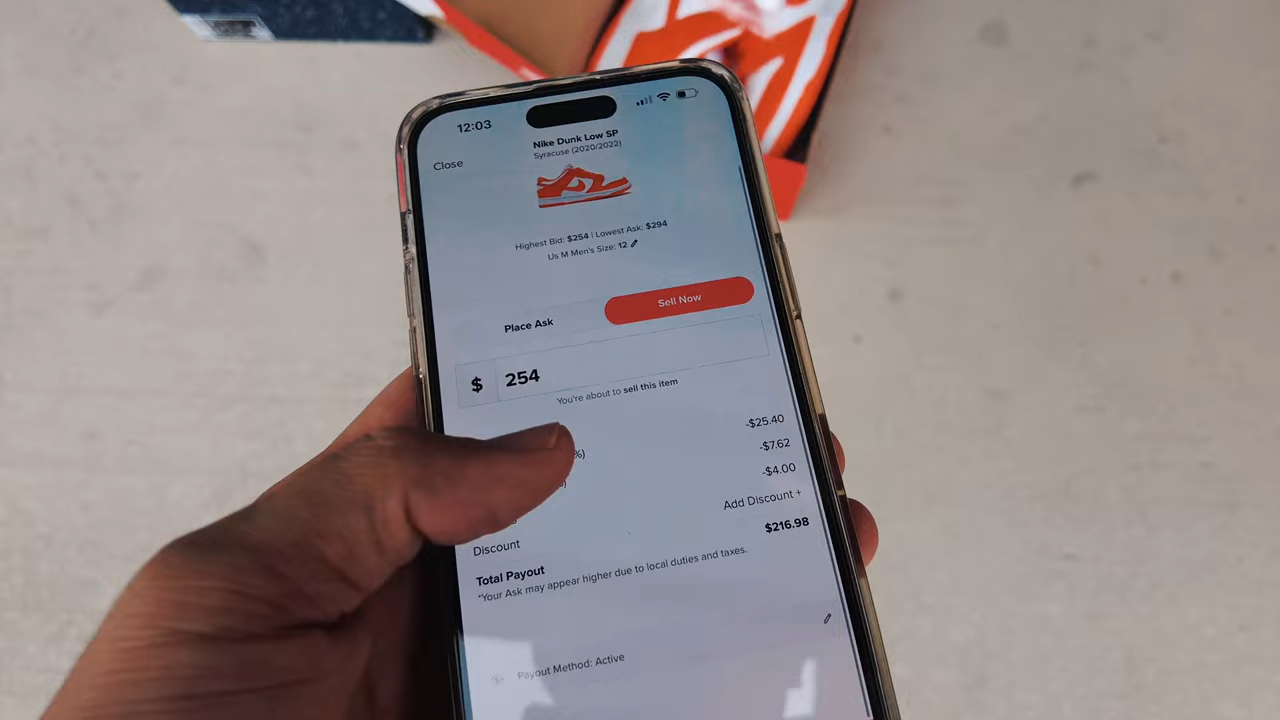 12:03
Close
Nike Dunk Low SP
Syracuse (2020/2022)
Highest Bid: $254 | Lowest Ask: $294
Us M Men's Size: 12
Place Ask
Sell Now
$ 254
You're about to sell this item
%)
-$25.40
)
-$7.62
-$4.00
Discount
Add Discount +
Total Payout
$216.98
*Your Ask may appear higher due to local duties and taxes.
Payout Method: Active